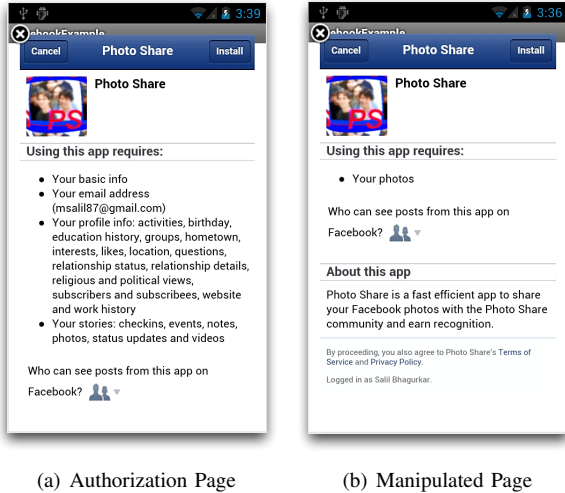 3:39
ebookExample
Cancel
Photo Share
Install
PS
Photo Share
Using this app requires:
Your basic info
Your email address
(msalil87@gmail.com)
Your profile info: activities, birthday,
education history, groups, hometown,
interests, likes, location, questions,
relationship status, relationship details,
religious and political views,
subscribers and subscribees, website
and work history
Your stories: checkins, events, notes,
photos, status updates and videos
Who can see posts from this app on
Facebook?
(a) Authorization Page
3:36
ebookExample
Cancel
Photo Share
Install
PS
Photo Share
Using this app requires:
Your photos
Who can see posts from this app on
Facebook?
About this app
Photo Share is a fast efficient app to share
your Facebook photos with the Photo Share
community and earn recognition.
By proceeding, you also agree to Photo Share's Terms of
Service and Privacy Policy.
Logged in as Salil Bhagurkar.
(b) Manipulated Page